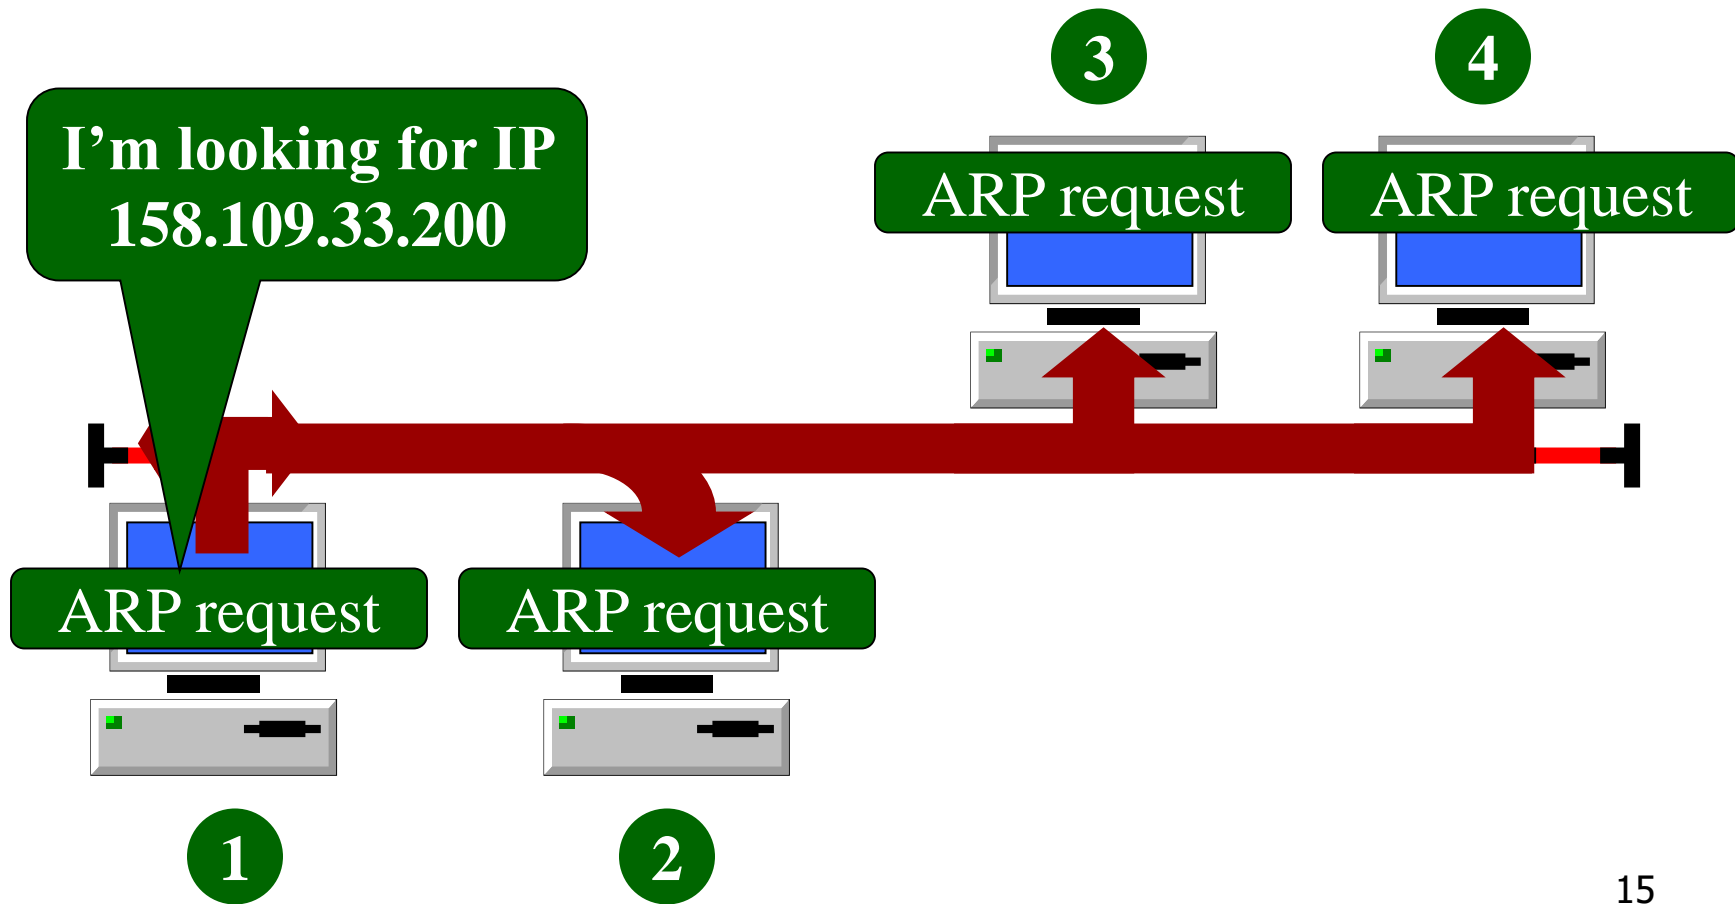 3
4
I’m looking for IP
158.109.33.200
ARP request
ARP request
ARP request
ARP request
1
2
15